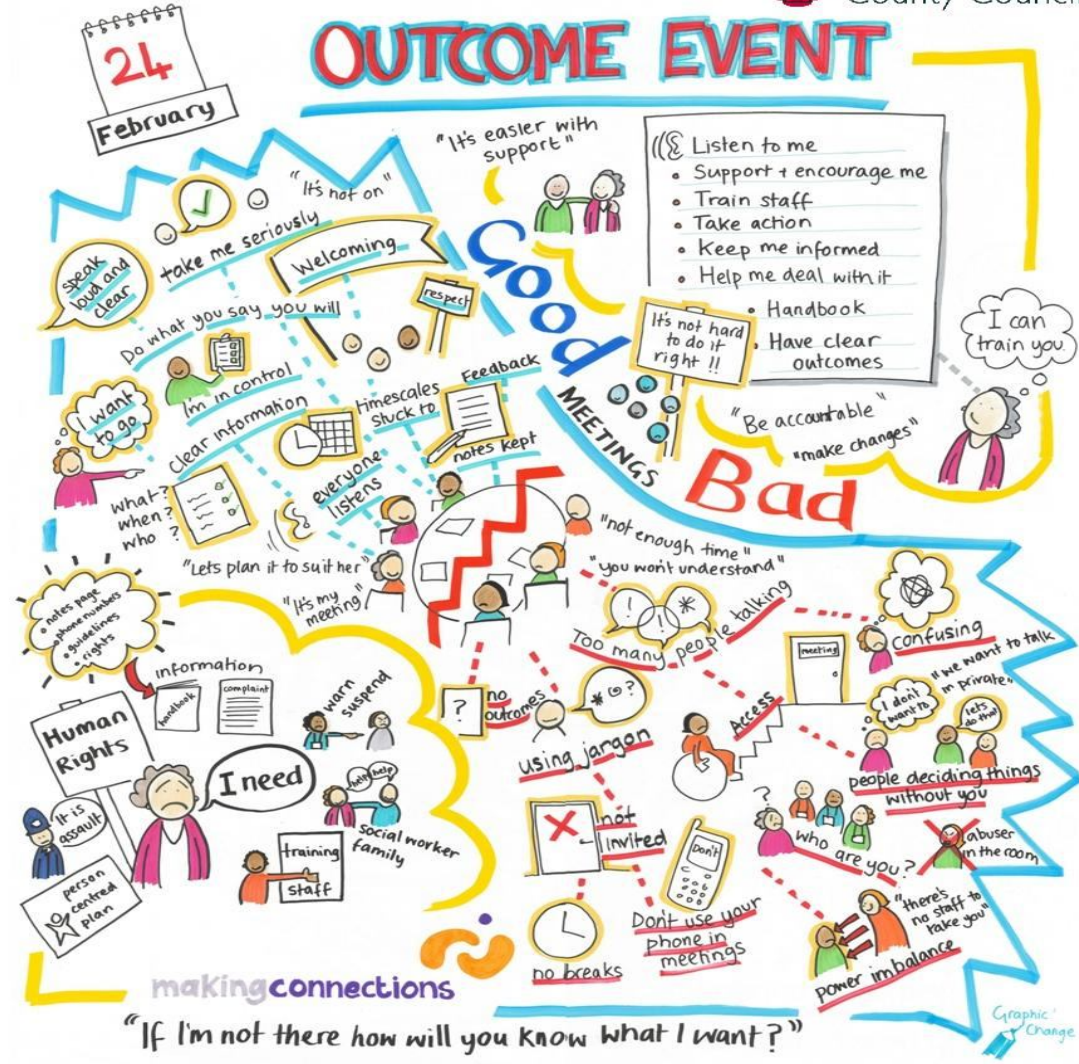 County Council
OUTCOME EVENT
24
February
"It's easier with
support"
Listen to me
Support + encourage me
Train staff
Take action
Keep me informed
Help me deal with it
Handbook
Have clear
outcomes
I can
train you
"It's not on"
take me seriously
speak
loud and
clear
Welcoming
respect
Do what you say you will
I'm in control
I want
to go
Clear information
Timescales
stuck to
Feedback
notes kept
everyone
listens
what?
when?
who ?
"Lets plan it to suit her"
"It's my
meeting"
Good
MEETINGS
Bad
It's not hard
to do it
right !!
"Be accountable"
"make changes"
"not enough time"
"you won't understand"
Too many people talking
!
!
*
confusing
meeting
Access
"we want to talk
in private"
I don't
want to
lets
do that
people deciding things
without you
?
no
outcomes
* @ ?
using jargon
not
invited
Don't
Don't use your
phone in
meetings
no breaks
?
who are you?
abuser
in the room
"there's
no staff to
take you"
power imbalance
notes page
phone numbers
guidelines
rights
information
handbook
complaint
warn
suspend
Human
Rights
I need
It is
assault
help
help
social worker
family
training
staff
person
centred
plan
makingconnections
"If I'm not there how will you know what I want?"
Graphic
Change